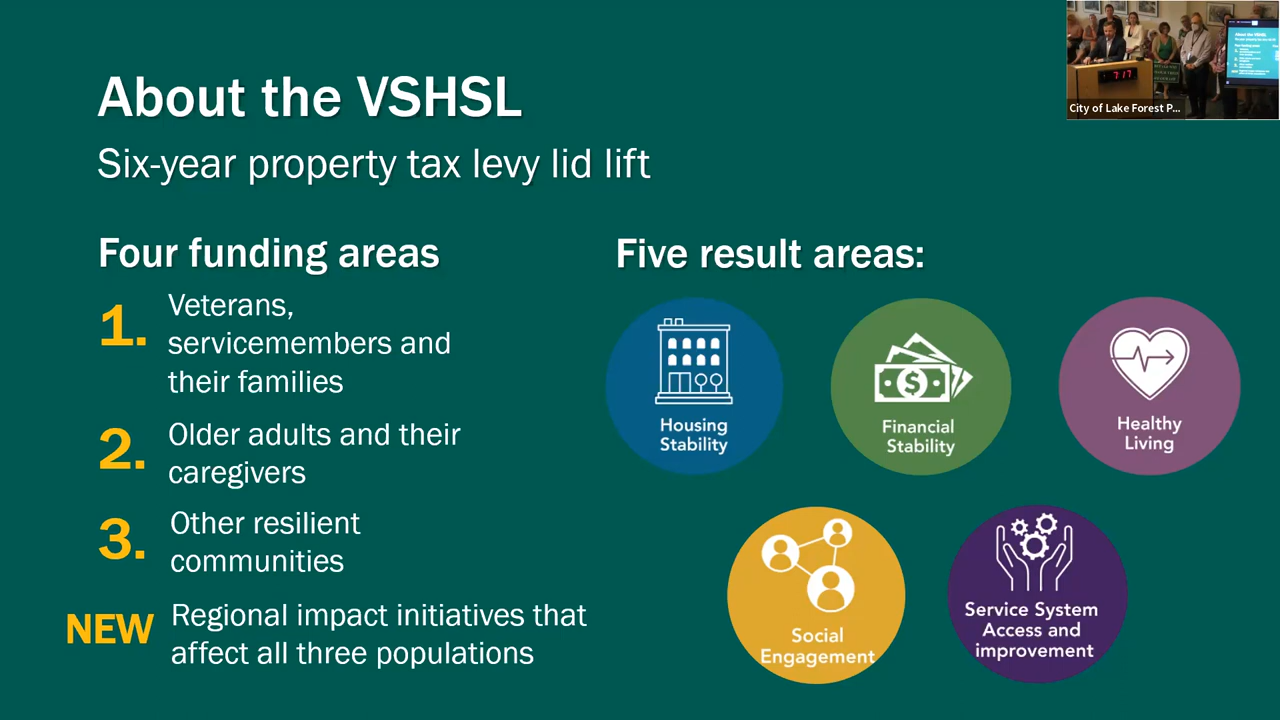 About the VSHSL
Six-year property tax levy lid lift
Four funding areas
1. Veterans,
servicemembers and
their families
2. Older adults and their
caregivers
3. Other resilient
communities
NEW Regional impact initiatives that
affect all three populations
Five result areas:
Housing
Stability
Financial
Stability
Healthy
Living
Social
Engagement
Service System
Access and
improvement
717
City of Lake Forest P...